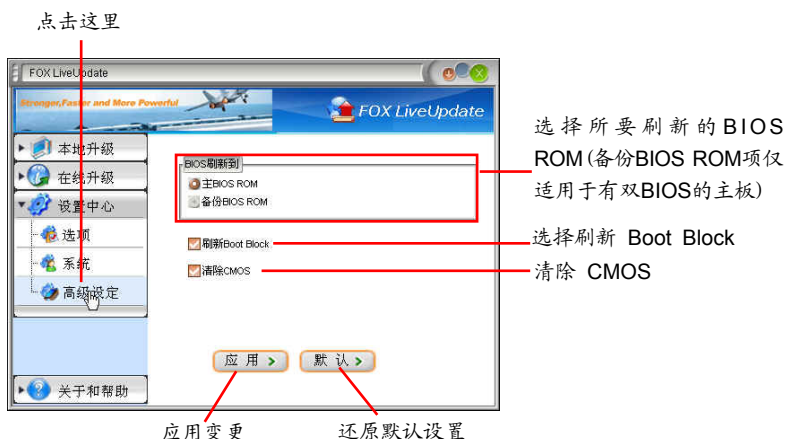 点击这里
FOX LiveUpdate
Stronger,Faster and More Powerful
FOX LiveUpdate
本地升级
在线升级
设置中心
选项
系统
高级设定
关于和帮助
BIOS刷新到
主BIOS ROM
备份BIOS ROM
刷新Boot Block
清除CMOS
应 用
默 认
选择所要刷新的BIOS
ROM(备份BIOS ROM项仅
适用于有双BIOS的主板)
选择刷新 Boot Block
清除 CMOS
应用变更
还原默认设置